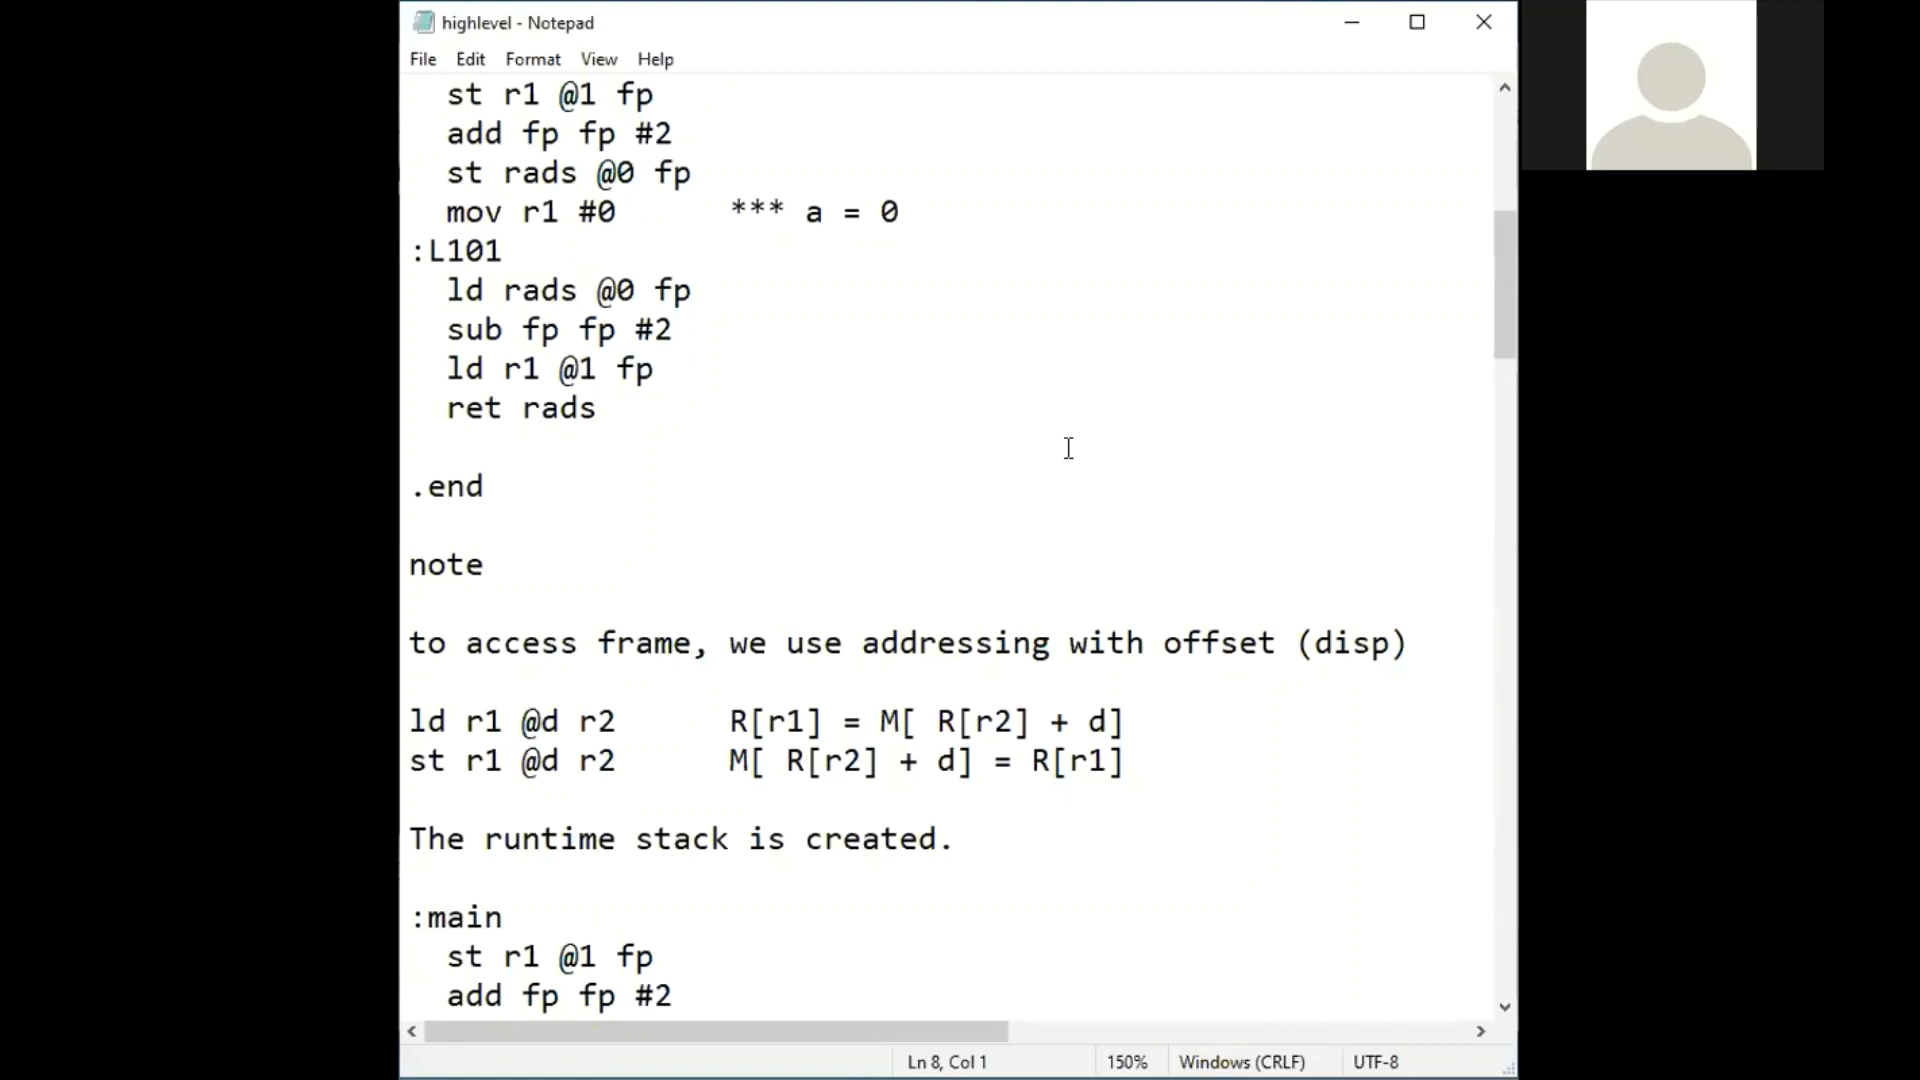 highlevel - Notepad
File Edit Format View Help
st r1 @1 fp
add fp fp #2
st rads @0 fp
mov r1 #0 *** a = 0
:L101
ld rads @0 fp
sub fp fp #2
ld r1 @1 fp
ret rads
.end
note
to access frame, we use addressing with offset (disp)
ld r1 @d r2 R[r1] = M[ R[r2] + d]
st r1 @d r2 M[ R[r2] + d] = R[r1]
The runtime stack is created.
:main
st r1 @1 fp
add fp fp #2
Ln 8, Col 1 150% Windows (CRLF) UTF-8